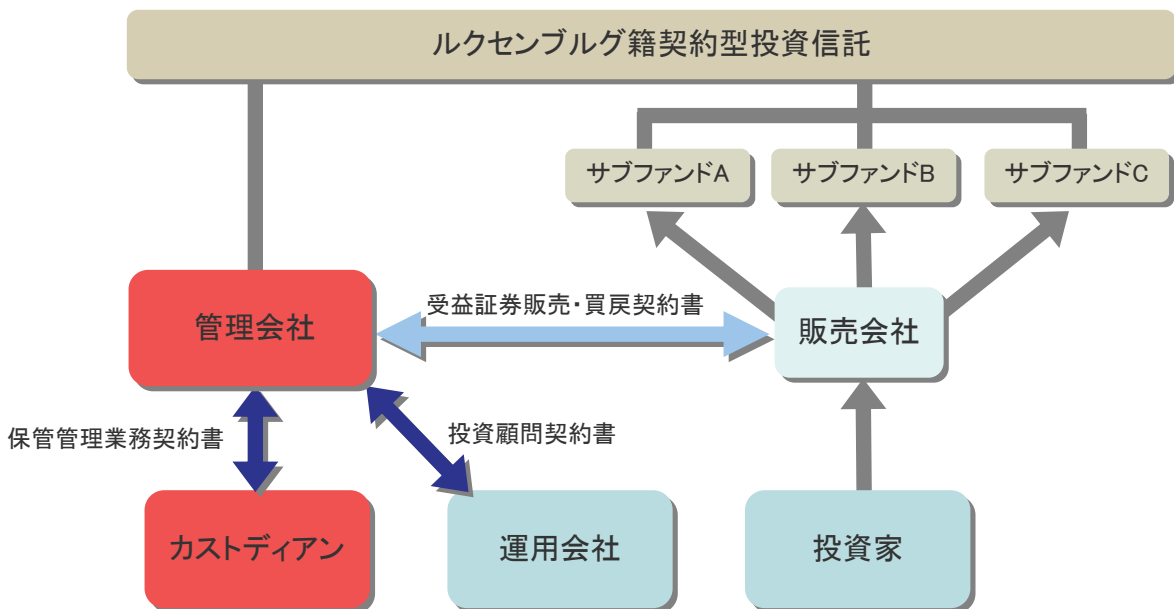 ルクセンブルグ籍契約型投資信託
サブファンドA
サブファンドB
サブファンドC
受益証券販売・買戻契約書
管理会社
販売会社
保管管理業務契約書
投資顧問契約書
カストディアン
運用会社
投資家